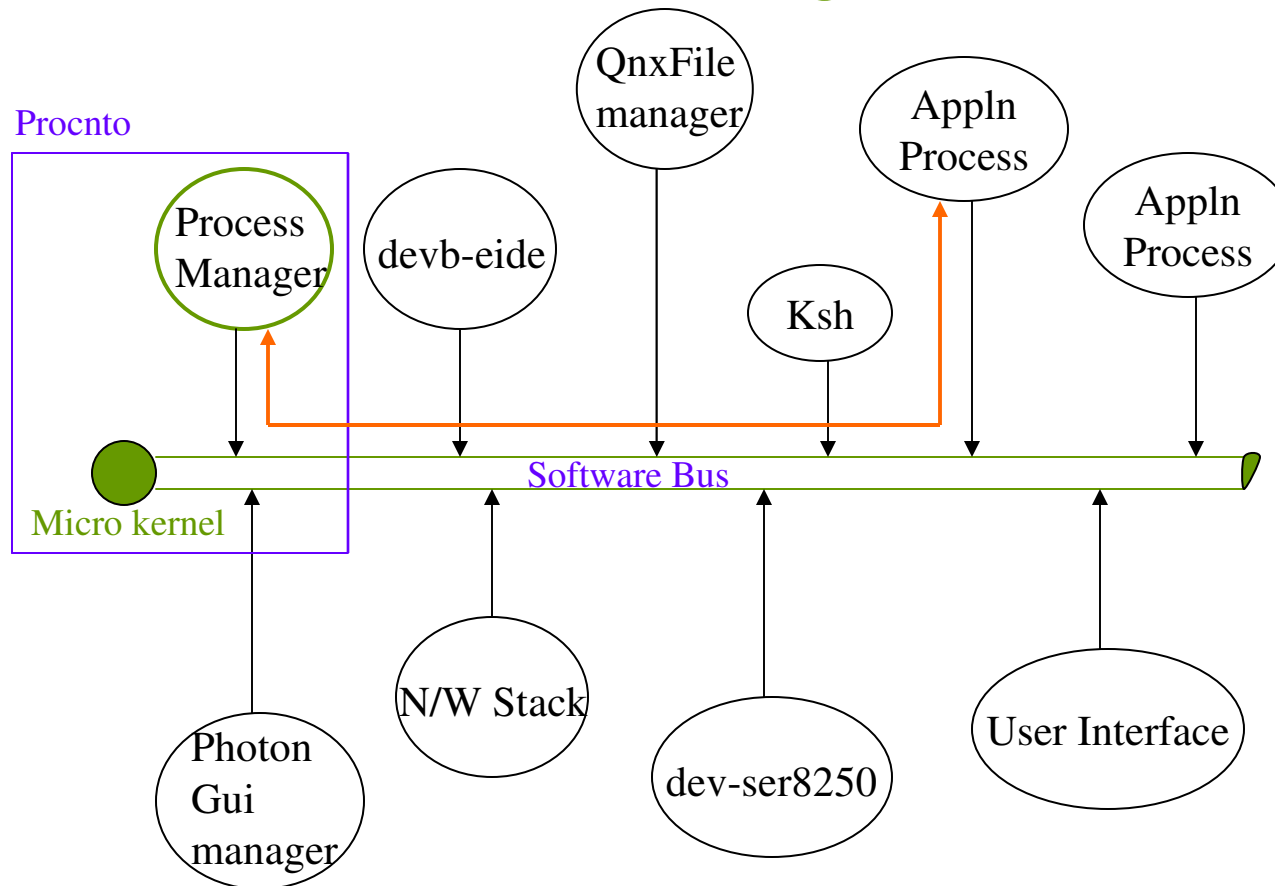 QnxFile
manager
Appln
Process
Procnto
Appln
Process
Process
Manager
devb-eide
Ksh
Software Bus
Micro kernel
N/W Stack
User Interface
Photon
Gui
manager
dev-ser8250